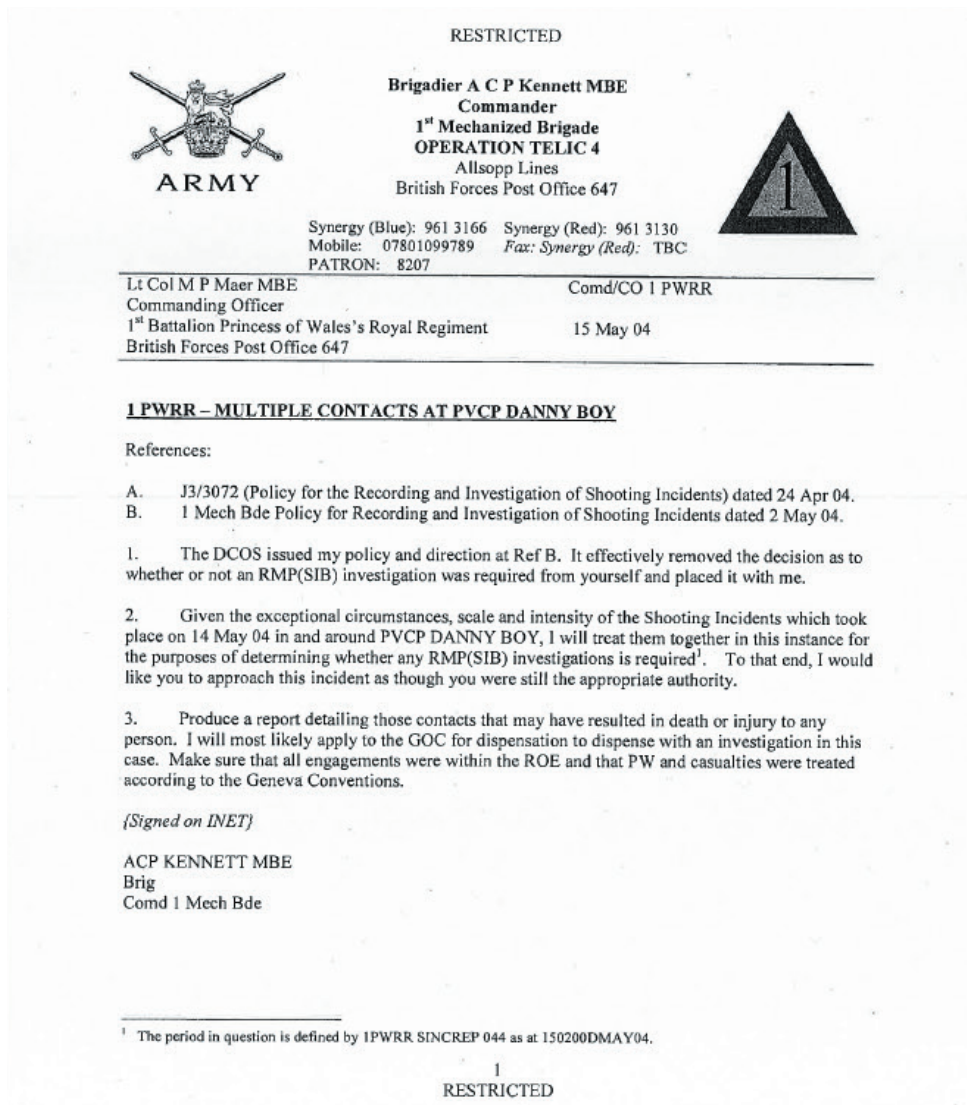 RESTRICTED
ARMY
Brigadier A C P Kennett MBE
Commander
1st Mechanized Brigade
OPERATION TELIC 4
Allsopp Lines
British Forces Post Office 647
1
Synergy (Blue): 961 3166 Synergy (Red): 961 3130
Mobile: 07801099789 Fax: Synergy (Red): TBC
PATRON: 8207
Lt Col M P Maer MBE Comd/CO 1 PWRR
Commanding Officer
1st Battalion Princess of Wales's Royal Regiment 15 May 04
British Forces Post Office 647
1 PWRR – MULTIPLE CONTACTS AT PVCP DANNY BOY
References:
A. J3/3072 (Policy for the Recording and Investigation of Shooting Incidents) dated 24 Apr 04.
B. 1 Mech Bde Policy for Recording and Investigation of Shooting Incidents dated 2 May 04.
1. The DCOS issued my policy and direction at Ref B. It effectively removed the decision as to
whether or not an RMP(SIB) investigation was required from yourself and placed it with me.
2. Given the exceptional circumstances, scale and intensity of the Shooting Incidents which took
place on 14 May 04 in and around PVCP DANNY BOY, I will treat them together in this instance for
the purposes of determining whether any RMP(SIB) investigations is required1. To that end, I would
like you to approach this incident as though you were still the appropriate authority.
3. Produce a report detailing those contacts that may have resulted in death or injury to any
person. I will most likely apply to the GOC for dispensation to dispense with an investigation in this
case. Make sure that all engagements were within the ROE and that PW and casualties were treated
according to the Geneva Conventions.
{Signed on INET}
ACP KENNETT MBE
Brig
Comd 1 Mech Bde
1 The period in question is defined by 1PWRR SINCREP 044 as at 150200DMAY04.
1
RESTRICTED